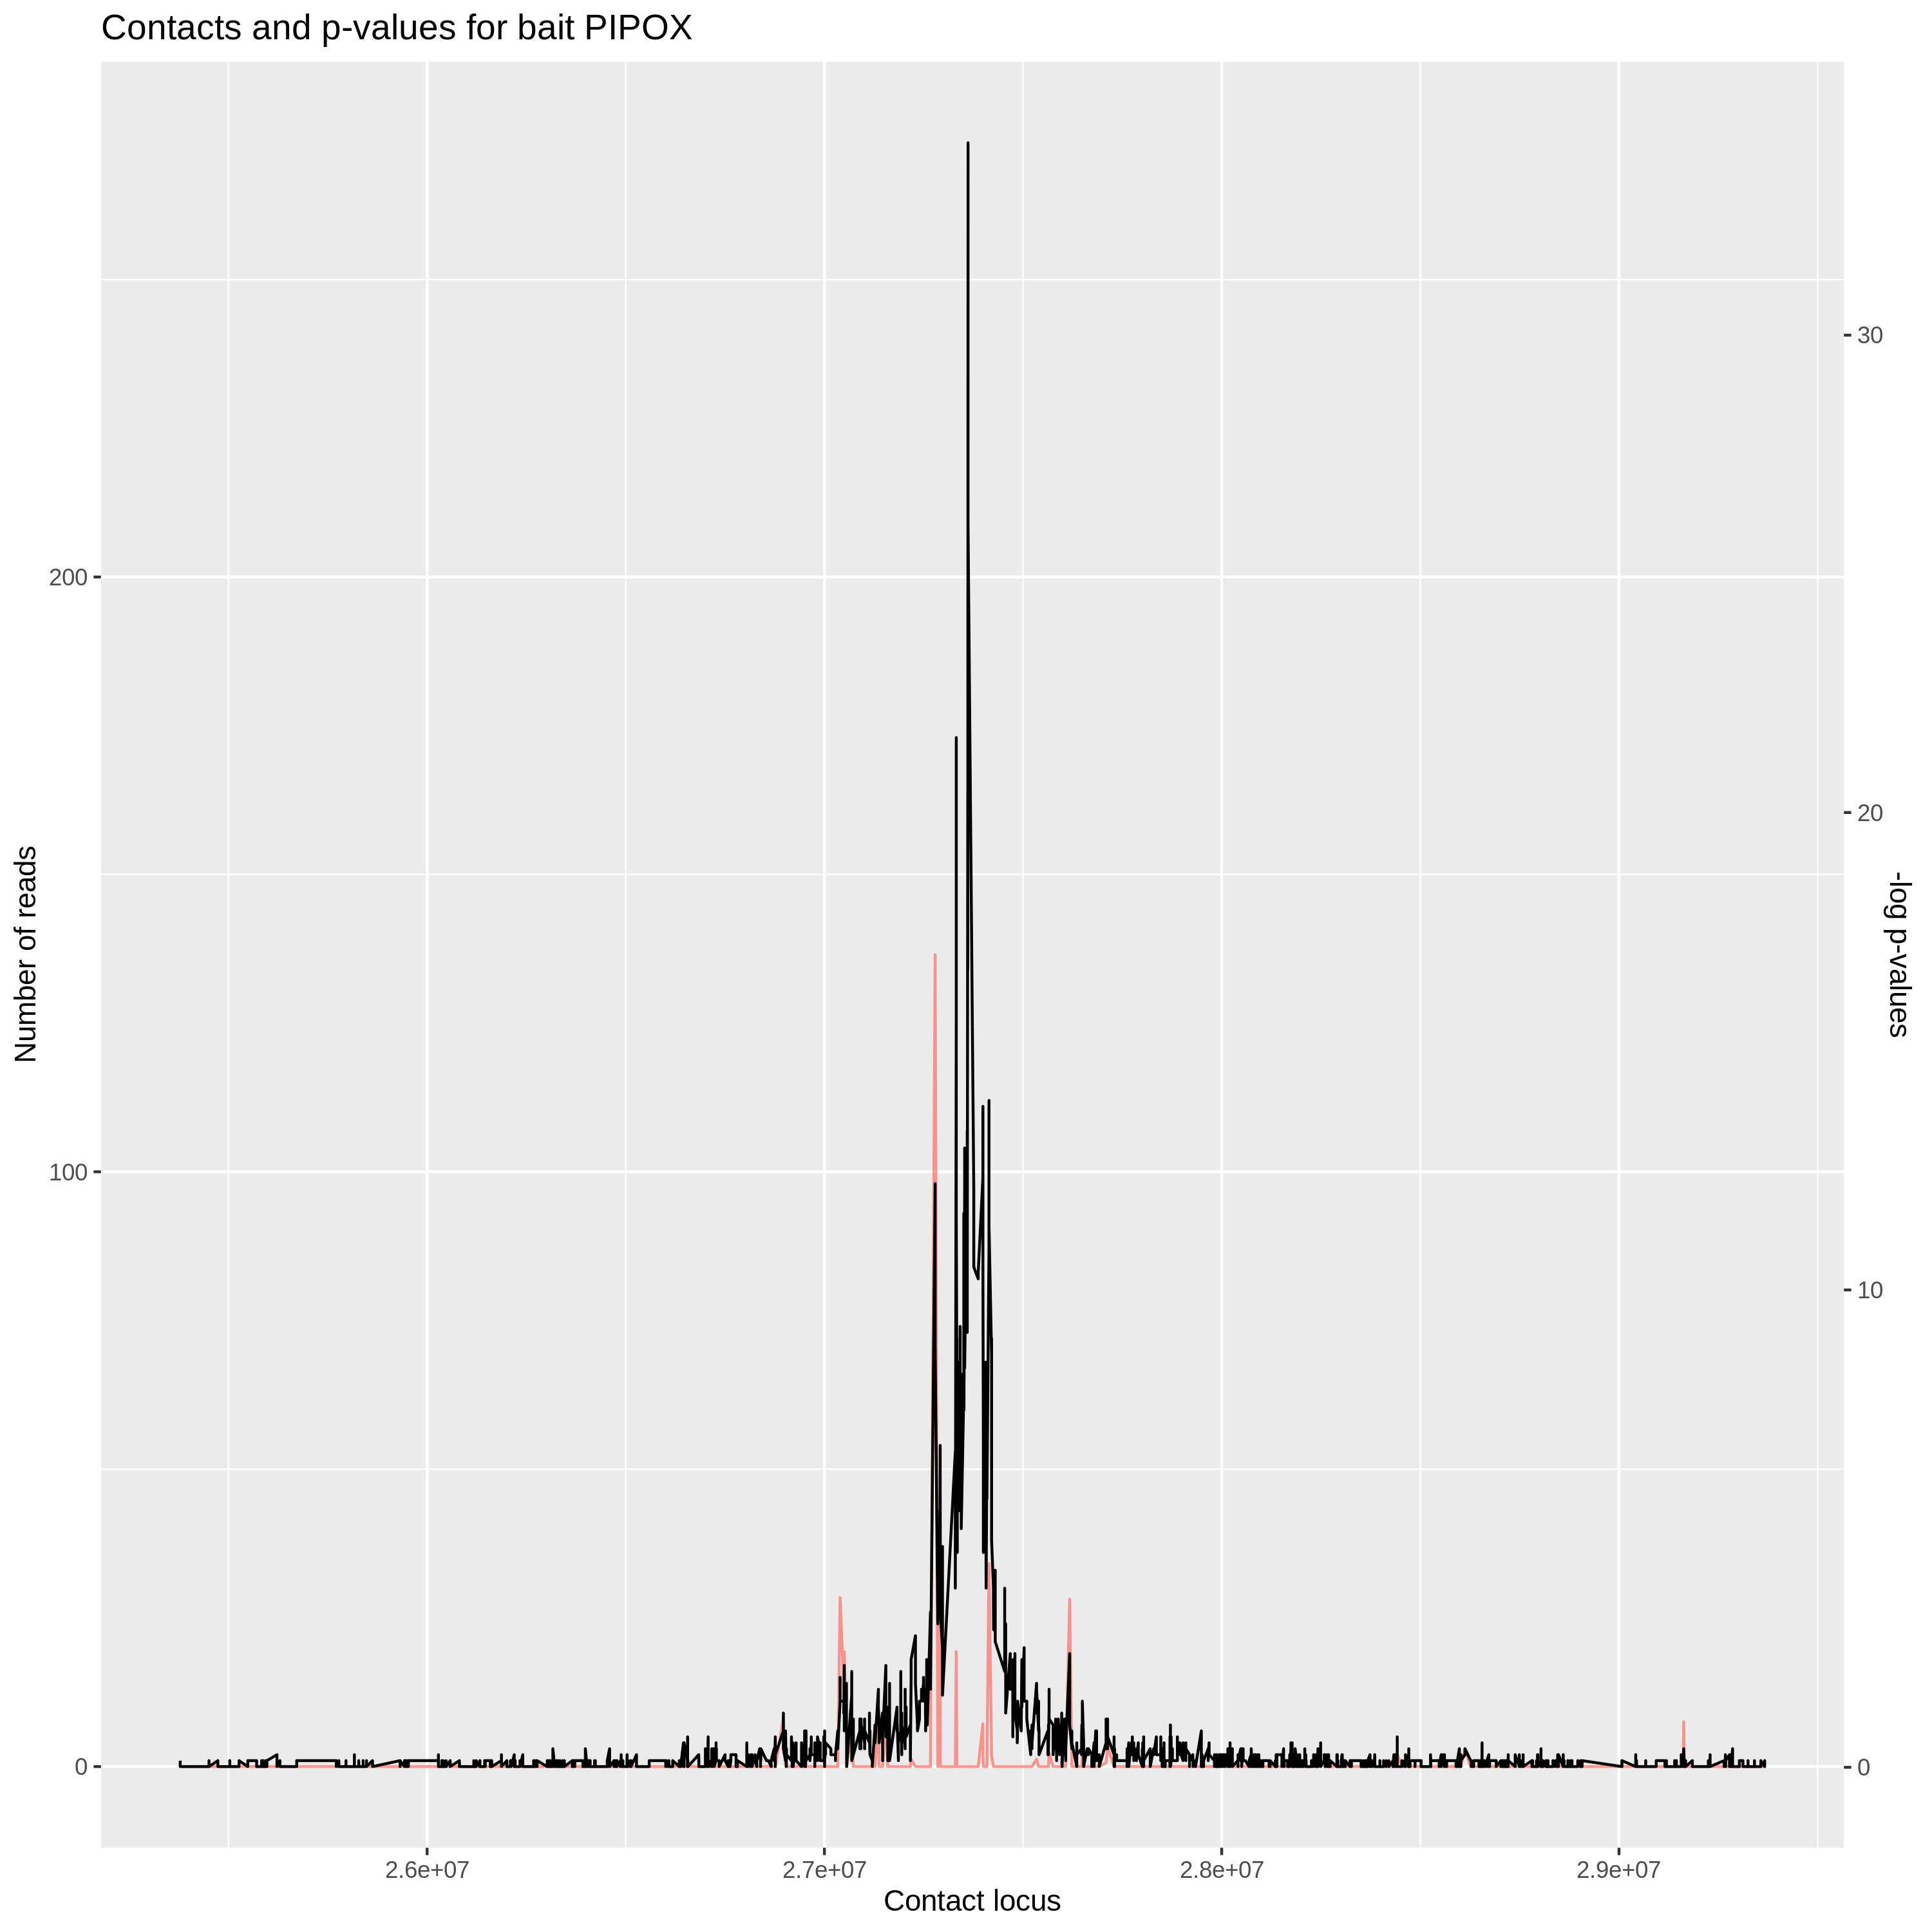 Contacts and p-values for bait PIPOX
Number of reads
200
100
0
30
20
10
0
-log p-values
2.6e+07 2.7e+07 2.8e+07 2.9e+07
Contact locus